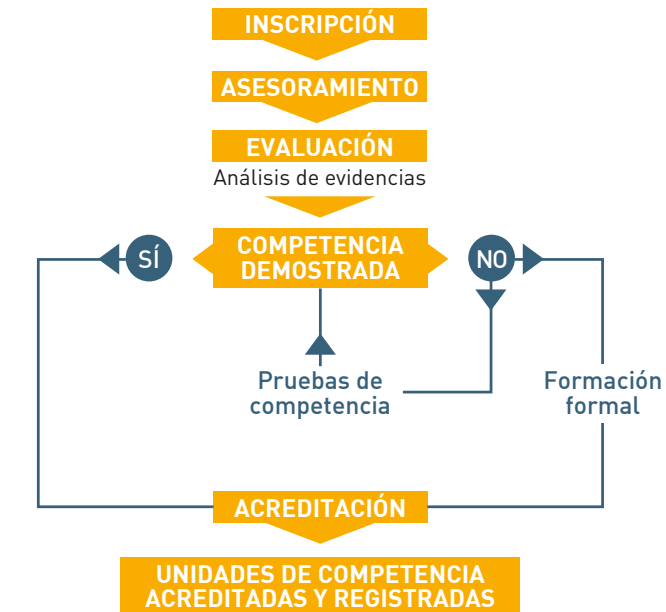 INSCRIPCIÓN
ASESORAMIENTO
EVALUACIÓN
Análisis de evidencias
SÍ
COMPETENCIA
DEMOSTRADA
NO
Pruebas de
competencia
Formación
formal
ACREDITACIÓN
UNIDADES DE COMPETENCIA
ACREDITADAS Y REGISTRADAS